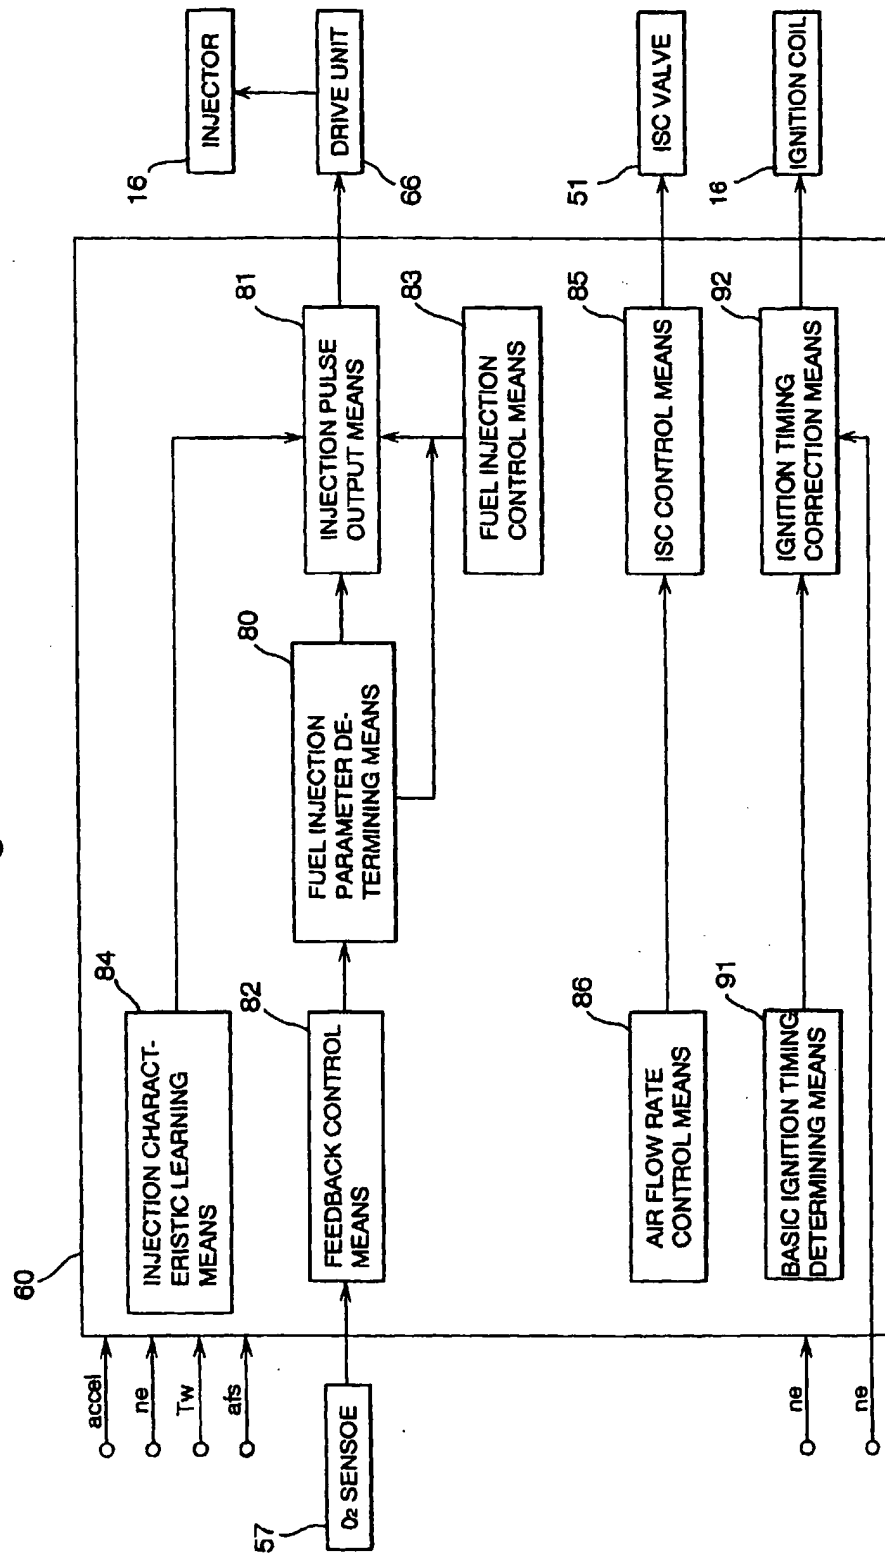 60
accel
ne
Tw
afs
84
INJECTION CHARACT-
ERISTIC LEARNING
MEANS
57
O2 SENSOE
82
FEEDBACK CONTROL
MEANS
80
FUEL INJECTION
PARAMETER DE-
TERMINING MEANS
81
INJECTION PULSE
OUTPUT MEANS
83
FUEL INJECTION
CONTROL MEANS
16
INJECTOR
66
DRIVE UNIT
86
AIR FLOW RATE
CONTROL MEANS
85
ISC CONTROL MEANS
51
ISC VALVE
ne
91
BASIC IGNITION TIMING
DETERMINING MEANS
92
IGNITION TIMING
CORRECTION MEANS
16
IGNITION COIL
ne